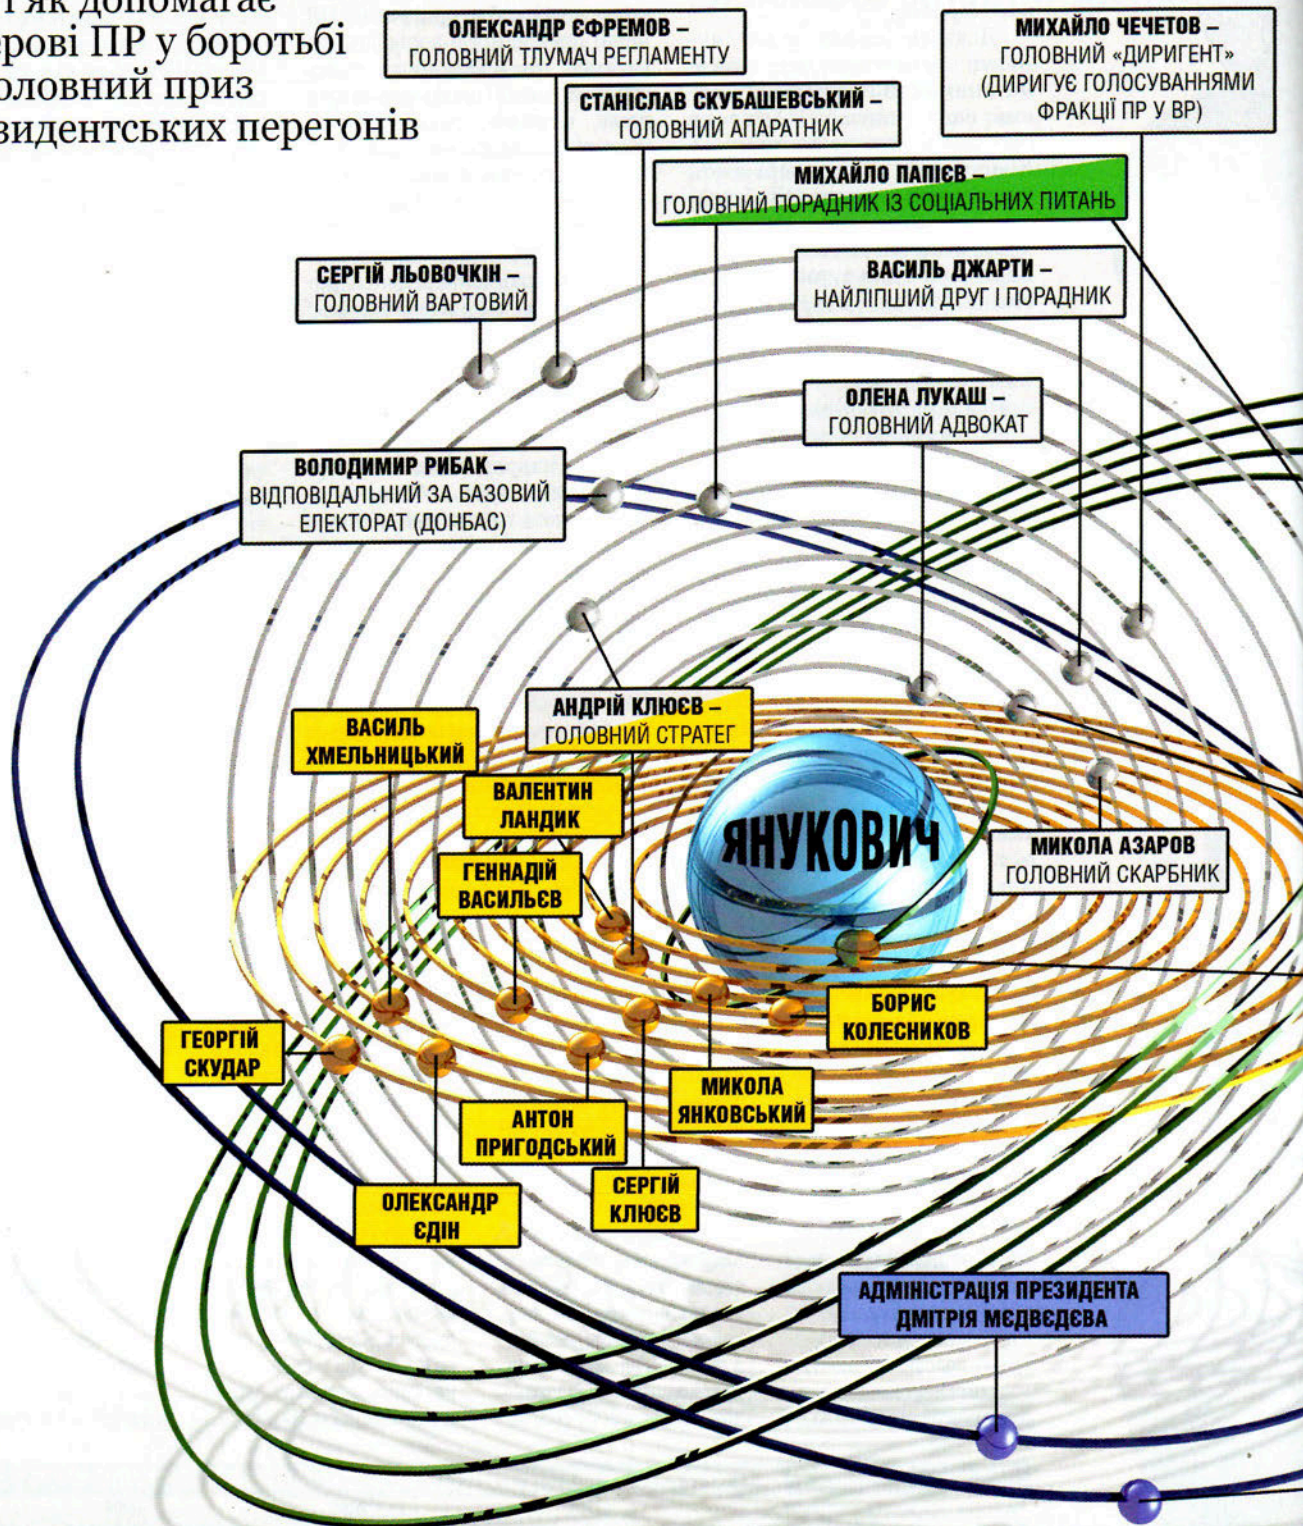 і як допомагає
ерові ПР у боротьбі
оловний приз
зидентських перегонів
ОЛЕКСАНДР ЄФРЕМОВ –
ГОЛОВНИЙ ТЛУМАЧ РЕГЛАМЕНТУ
МИХАЙЛО ЧЕЧЕТОВ –
ГОЛОВНИЙ «ДИРИГЕНТ»
(ДИРИГУЄ ГОЛОСУВАННЯМИ
ФРАКЦІЇ ПР У ВР)
СТАНІСЛАВ СКУБАШЕВСЬКИЙ –
ГОЛОВНИЙ АПАРАТНИК
МИХАЙЛО ПАПІЄВ –
ГОЛОВНИЙ ПОРАДНИК ІЗ СОЦІАЛЬНИХ ПИТАНЬ
СЕРГІЙ ЛЬОВОЧКІН –
ГОЛОВНИЙ ВАРТОВИЙ
ВАСИЛЬ ДЖАРТИ –
НАЙЛІПШИЙ ДРУГ І ПОРАДНИК
ОЛЕНА ЛУКАШ –
ГОЛОВНИЙ АДВОКАТ
ВОЛОДИМИР РИБАК –
ВІДПОВІДАЛЬНИЙ ЗА БАЗОВИЙ
ЕЛЕКТОРАТ (ДОНБАС)
АНДРІЙ КЛЮЄВ –
ГОЛОВНИЙ СТРАТЕГ
ВАСИЛЬ
ХМЕЛЬНИЦЬКИЙ
ВАЛЕНТИН
ЛАНДИК
ЯНУКОВИЧ
МИКОЛА АЗАРОВ –
ГОЛОВНИЙ СКАРБНИК
ГЕННАДІЙ
ВАСИЛЬЄВ
БОРИС
КОЛЕСНИКОВ
ГЕОРГІЙ
СКУДАР
МИКОЛА
ЯНКОВСЬКИЙ
АНТОН
ПРИГОДСЬКИЙ
СЕРГІЙ
КЛЮЄВ
ОЛЕКСАНДР
ЄДІН
АДМІНІСТРАЦІЯ ПРЕЗИДЕНТА
ДМІТРІЯ МЄДВЄДЄВА